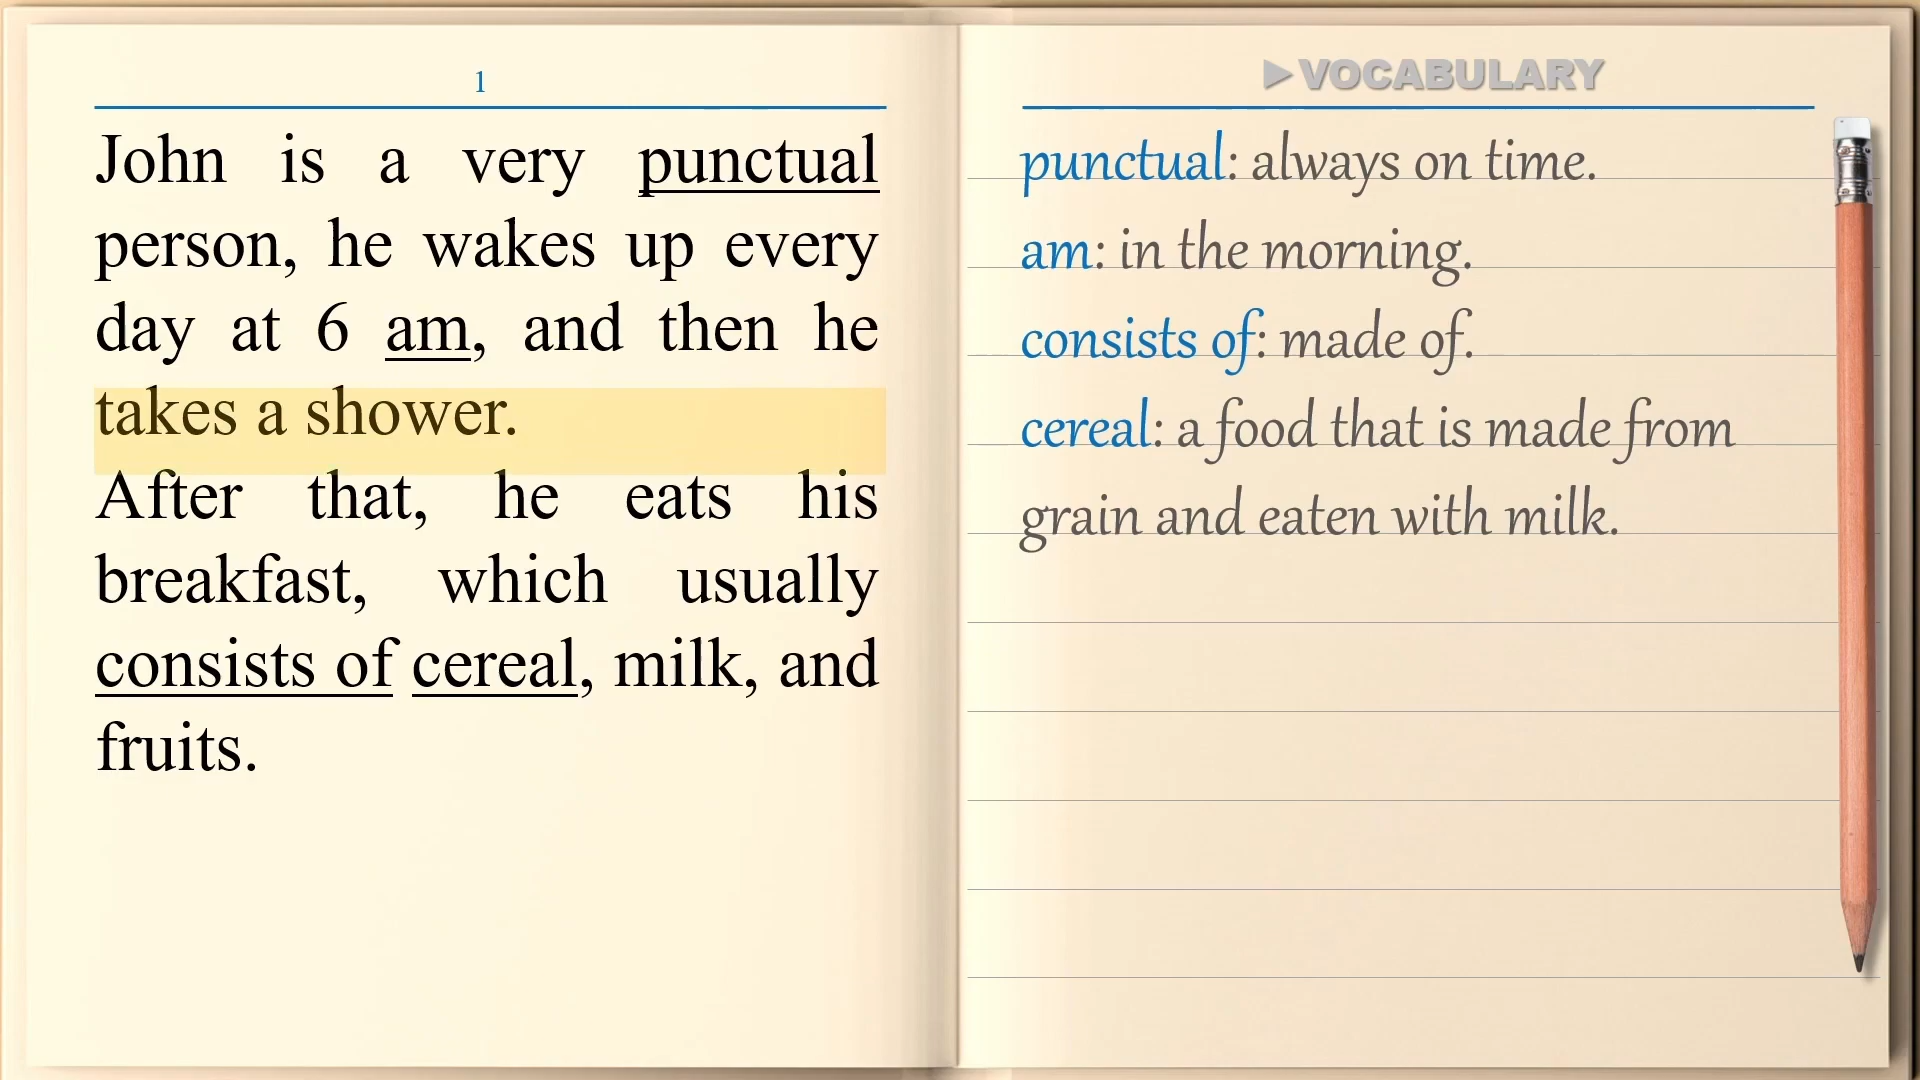 1
John is a very punctual
person, he wakes up every
day at 6 am, and then he
takes a shower.
After that, he eats his
breakfast, which usually
consists of cereal, milk, and
fruits.
►VOCABULARY
punctual: always on time.
am: in the morning.
consists of: made of.
cereal: a food that is made from
grain and eaten with milk.